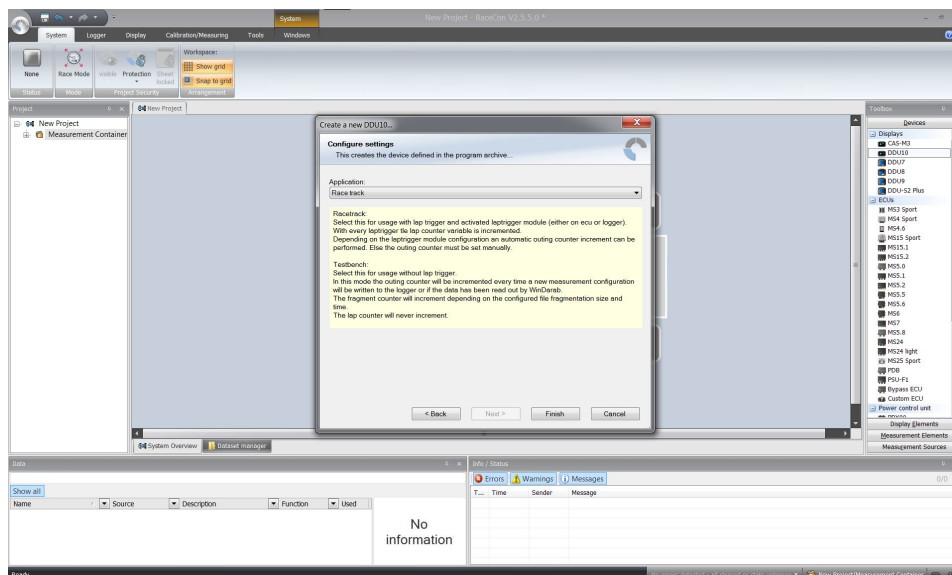 System
New Project - RaceCon V2.5.5.0 *
System
Logger
Display
Calibration/Measuring
Tools
Windows
None
Race Mode
visible
Protection
Sheet locked
Workspace:
Show grid
Snap to grid
Status
Mode
Project Security
Arrangement
Project
New Project
Measurement Container
New Project
Create a new DDU10...
Configure settings
This creates the device defined in the program archive...
Application:
Race track
Racetrack:
Select this for usage with lap trigger and activated laptrigger module (either on ecu or logger).
With every laptrigger tle lap counter variable is incremented.
Depending on the laptrigger module configuration an automatic outing counter increment can be
performed. Else the outing counter must be set manually.
Testbench:
Select this for usage without lap trigger.
In this mode the outing counter will be incremented every time a new measurement configuration
will be written to the logger or if the data has been read out by WinDarab.
The fragment counter will increment depending on the configured file fragmentation size and
time.
The lap counter will never increment.
< Back
Next >
Finish
Cancel
System Overview
Dataset manager
Toolbox
Devices
Displays
CAS-M3
DDU10
DDU7
DDU8
DDU9
DDU-S2 Plus
ECUs
MS3 Sport
MS4 Sport
MS4.6
MS15 Sport
MS15.1
MS15.2
MS5.0
MS5.1
MS5.2
MS5.5
MS5.6
MS6
MS7
MS5.8
MS24
MS24 light
MS25 Sport
PDB
PSU-F1
Bypass ECU
Custom ECU
Power control unit
Display Elements
Measurement Elements
Measurement Sources
Data
Show all
Name
Source
Description
Function
Used
No
information
Info / Status
Errors
Warnings
Messages
0/0
T...
Time
Sender
Message
Ready
New Project/Measurement Container